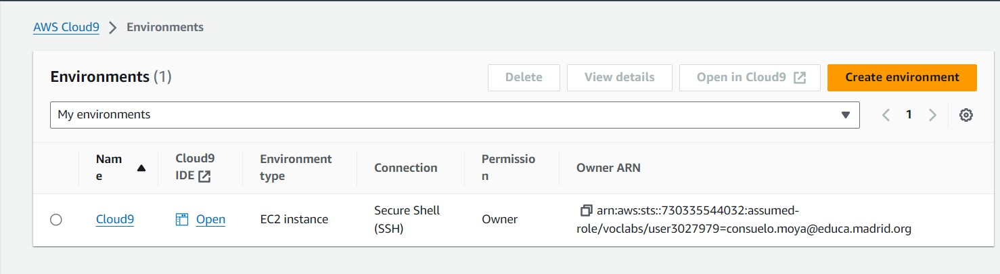 AWS Cloud9 > Environments
Environments (1)
Delete
View details
Open in Cloud9
Create environment
My environments
1
Nam
e
Cloud9
IDE
Environment
type
Connection
Permissio
n
Owner ARN
Cloud9
Open
EC2 instance
Secure Shell
(SSH)
Owner
arn:aws:sts::730335544032:assumed-
role/voclabs/user3027979=consuelo.moya@educa.madrid.org